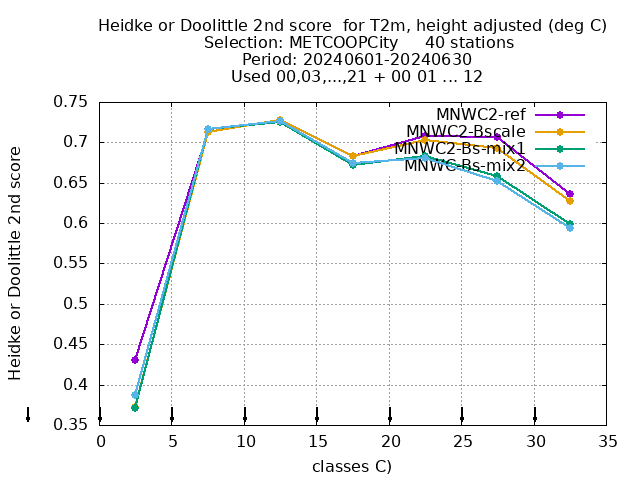 Heidke or Doolittle 2nd score  for T2m, height adjusted (deg C)
Selection: METCOOPCity     40 stations
Period: 20240601-20240630
Used 00,03,...,21 + 00 01 ... 12
0.75
0.7
0.65
0.6
0.55
0.5
0.45
0.4
0.35
Heidke or Doolittle 2nd score
MNWC2-ref
MNWC2-Bscale
MNWC2-Bs-mix1
MNWC-Bs-mix2
0 5 10 15 20 25 30 35
classes C)